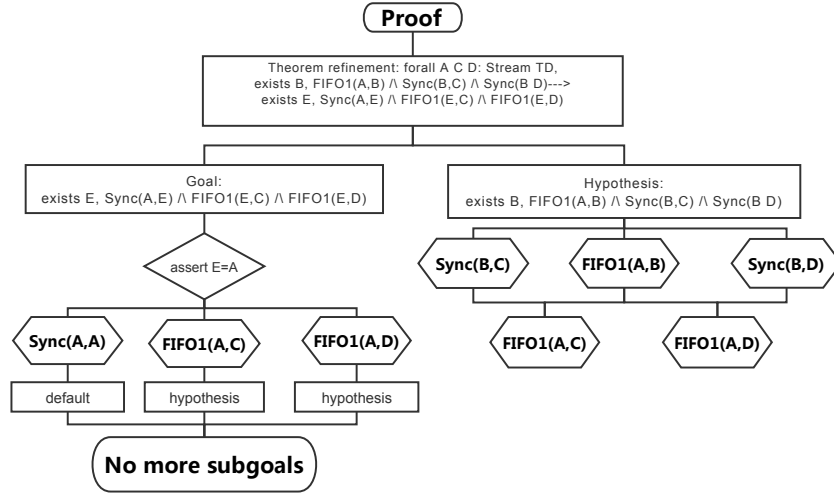 Proof
Theorem refinement: forall A C D: Stream TD,
exists B, FIFO1(A,B) /\ Sync(B,C) /\ Sync(B D)--->
exists E, Sync(A,E) /\ FIFO1(E,C) /\ FIFO1(E,D)
Goal:
exists E, Sync(A,E) /\ FIFO1(E,C) /\ FIFO1(E,D)
Hypothesis:
exists B, FIFO1(A,B) /\ Sync(B,C) /\ Sync(B D)
assert E=A
Sync(B,C)
FIFO1(A,B)
Sync(B,D)
Sync(A,A)
FIFO1(A,C)
FIFO1(A,D)
FIFO1(A,C)
FIFO1(A,D)
default
hypothesis
hypothesis
No more subgoals